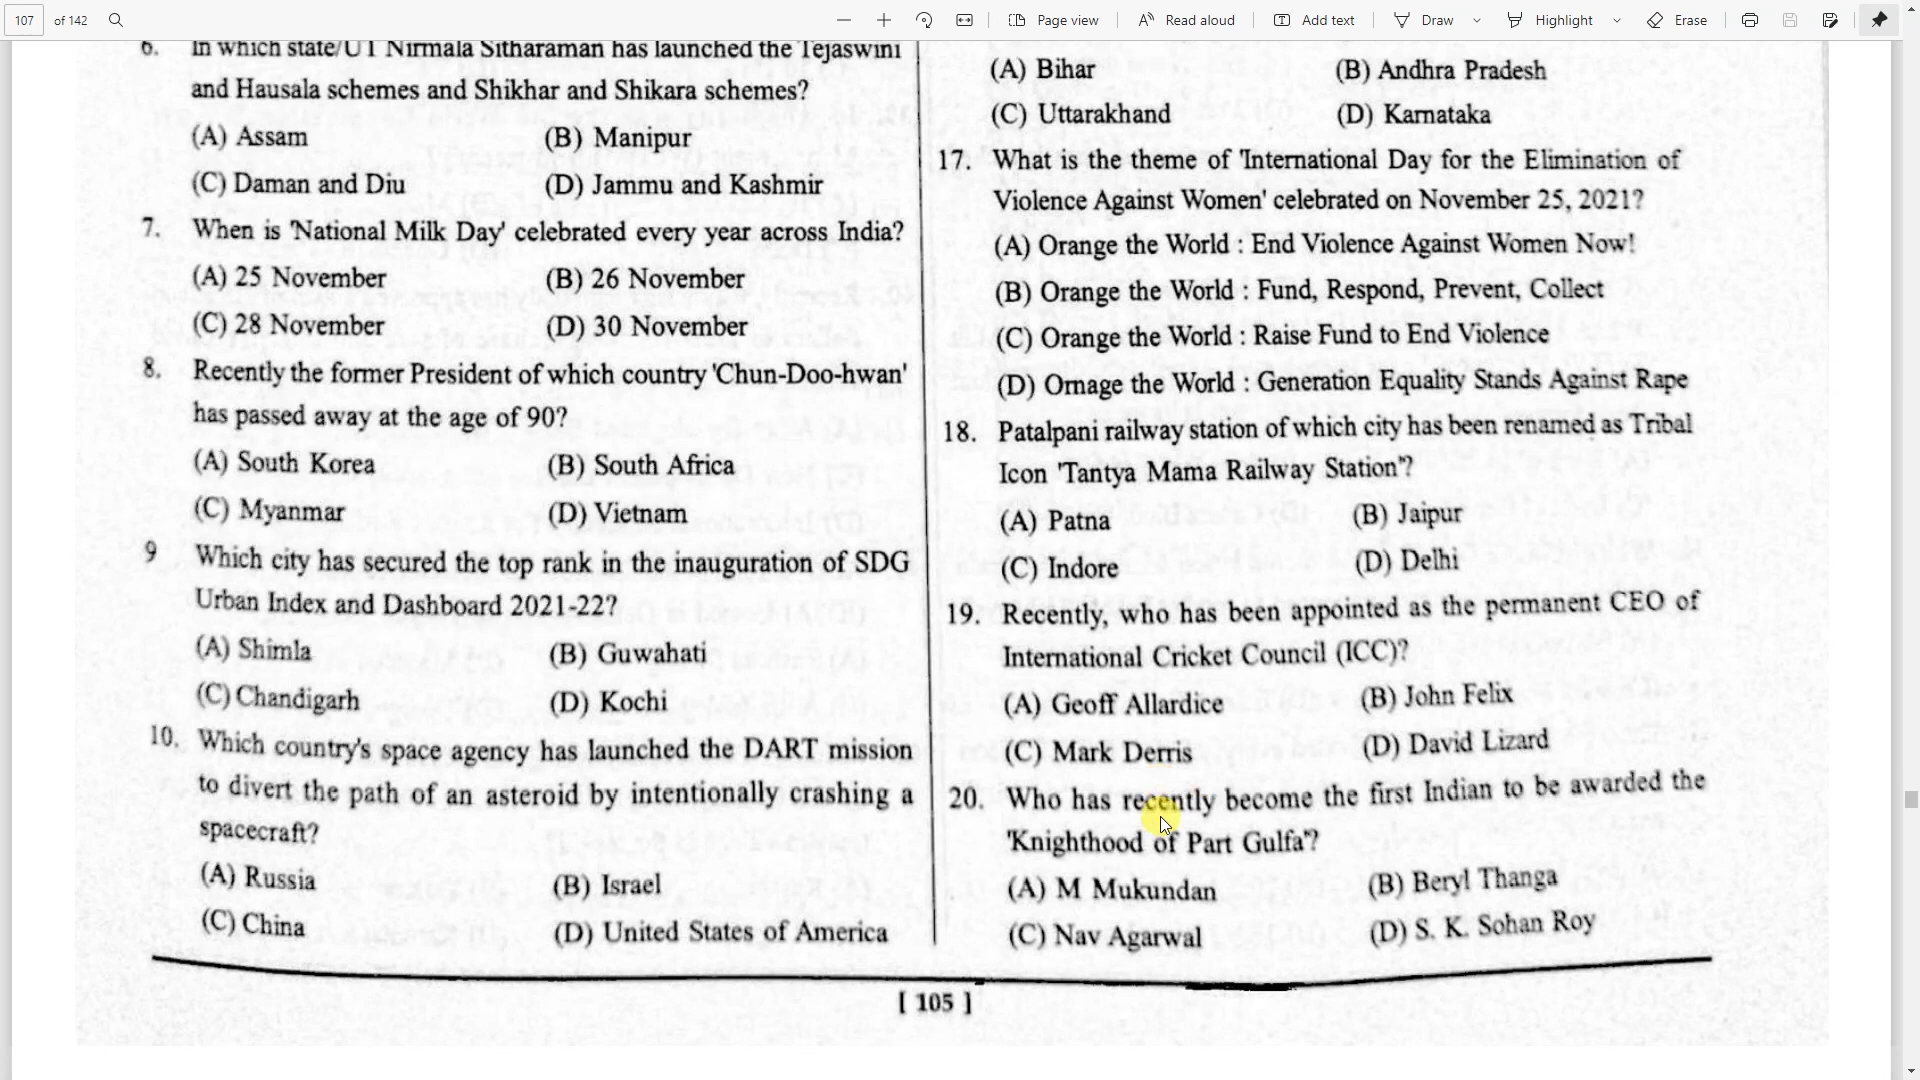 107 of 142 Page view Read aloud Add text Draw Highlight Erase
6. In which state/UT Nirmala Sitharaman has launched the Tejaswini
and Hausala schemes and Shikhar and Shikara schemes?
(A) Assam (B) Manipur
(C) Daman and Diu (D) Jammu and Kashmir
7. When is 'National Milk Day' celebrated every year across India?
(A) 25 November (B) 26 November
(C) 28 November (D) 30 November
8. Recently the former President of which country 'Chun-Doo-hwan'
has passed away at the age of 90?
(A) South Korea (B) South Africa
(C) Myanmar (D) Vietnam
9 Which city has secured the top rank in the inauguration of SDG
Urban Index and Dashboard 2021-22?
(A) Shimla (B) Guwahati
(C) Chandigarh (D) Kochi
10. Which country's space agency has launched the DART mission
to divert the path of an asteroid by intentionally crashing a
spacecraft?
(A) Russia (B) Israel
(C) China (D) United States of America
(A) Bihar (B) Andhra Pradesh
(C) Uttarakhand (D) Karnataka
17. What is the theme of 'International Day for the Elimination of
Violence Against Women' celebrated on November 25, 2021?
(A) Orange the World : End Violence Against Women Now!
(B) Orange the World : Fund, Respond, Prevent, Collect
(C) Orange the World : Raise Fund to End Violence
(D) Ornage the World : Generation Equality Stands Against Rape
18. Patalpani railway station of which city has been renamed as Tribal
Icon 'Tantya Mama Railway Station'?
(A) Patna (B) Jaipur
(C) Indore (D) Delhi
19. Recently, who has been appointed as the permanent CEO of
International Cricket Council (ICC)?
(A) Geoff Allardice (B) John Felix
(C) Mark Derris (D) David Lizard
20. Who has recently become the first Indian to be awarded the
'Knighthood of Part Gulfa'?
(A) M Mukundan (B) Beryl Thanga
(C) Nav Agarwal (D) S. K. Sohan Roy
[ 105 ]